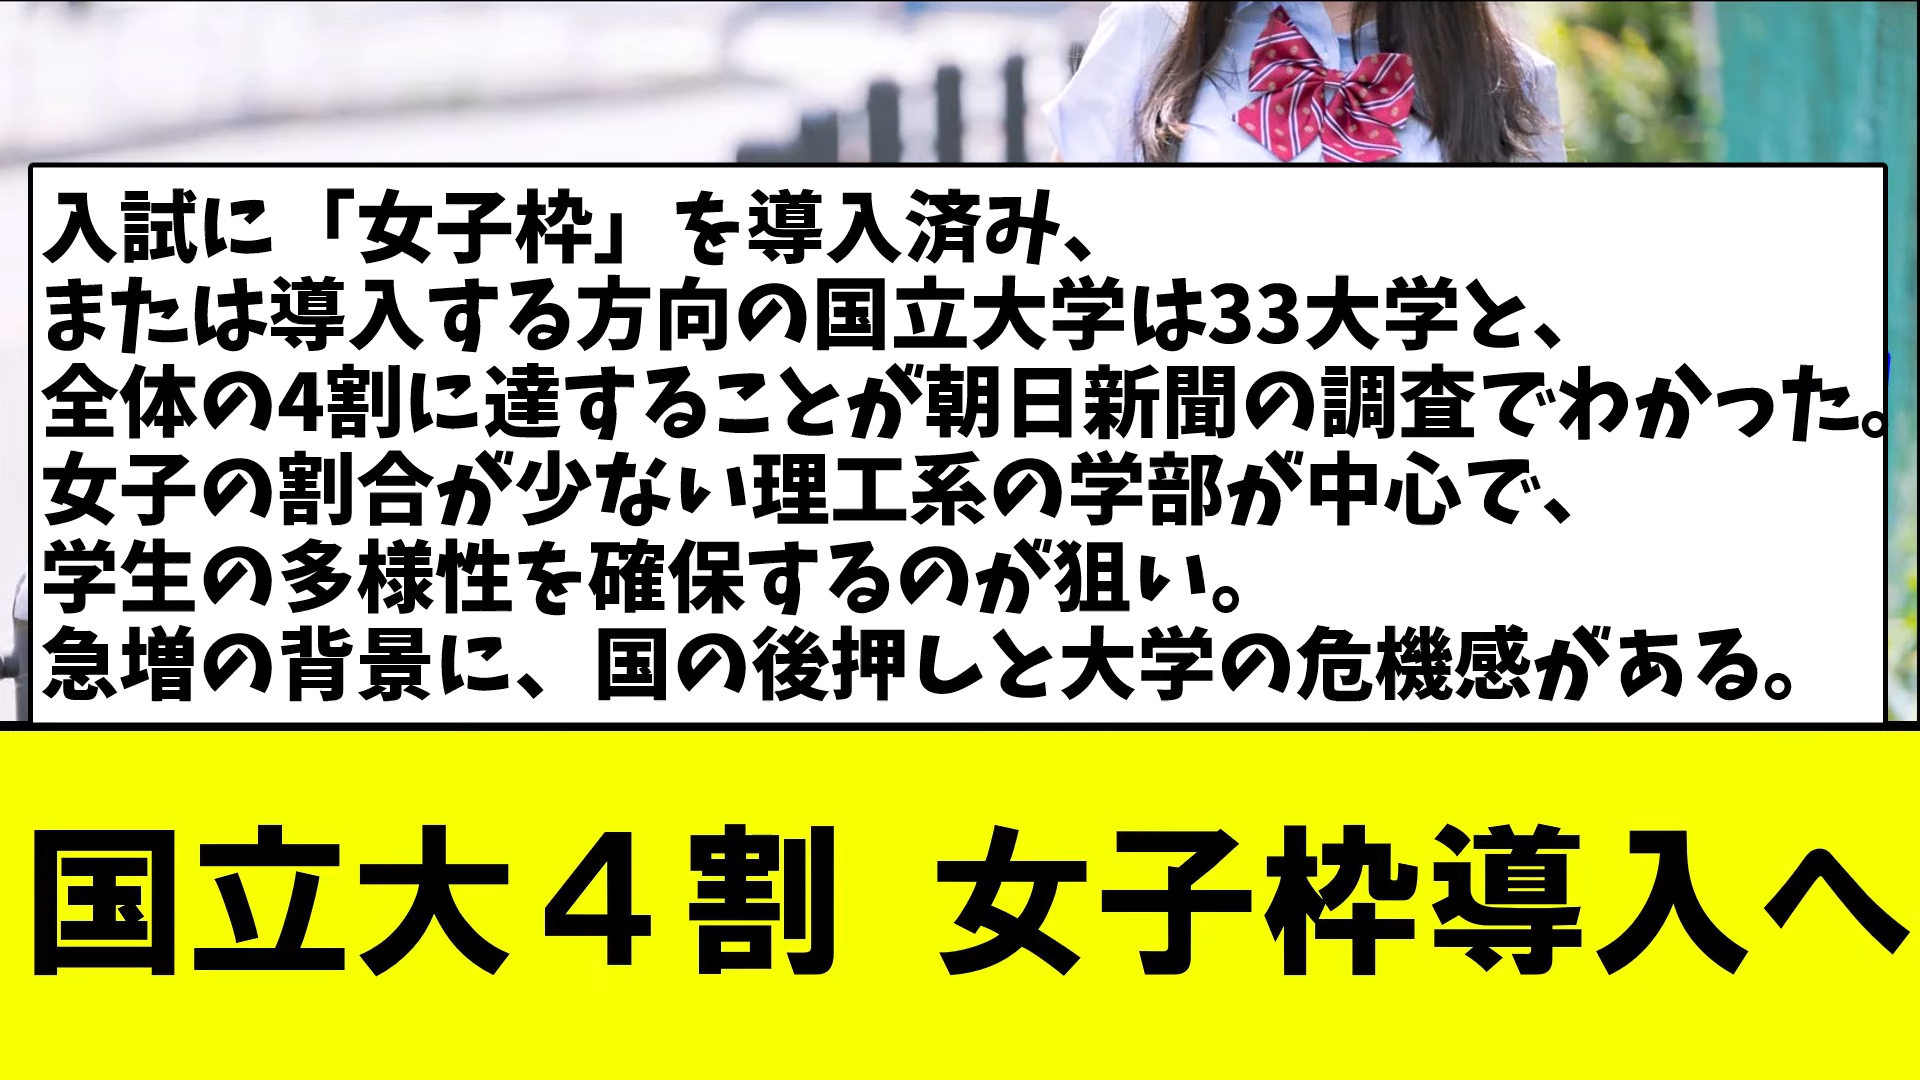 入試に「女子枠」を導入済み、
または導入する方向の国立大学は33大学と、
全体の4割に達することが朝日新聞の調査でわかった。
女子の割合が少ない理工系の学部が中心で、
学生の多様性を確保するのが狙い。
急増の背景に、国の後押しと大学の危機感がある。
国立大４割 女子枠導入へ